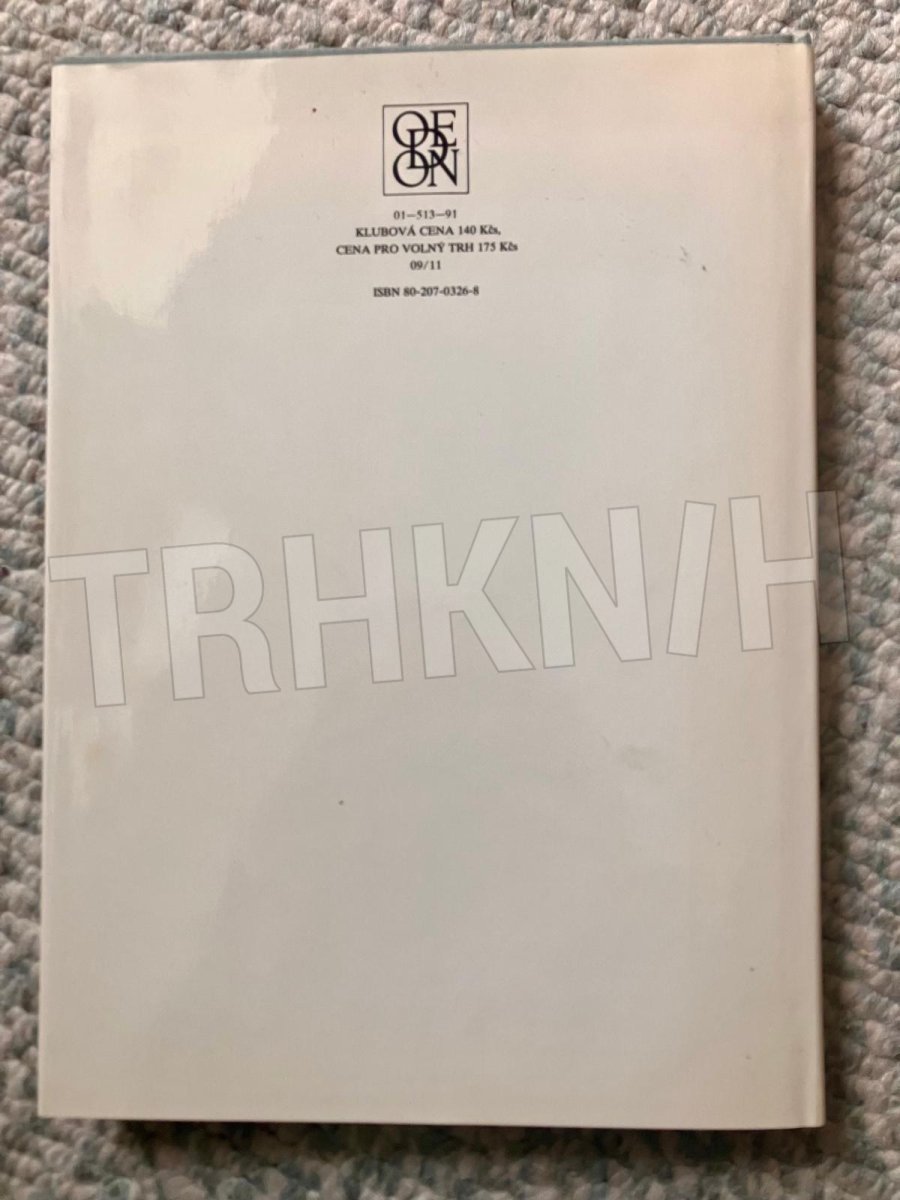 ODEON
01—513—91
KLUBOVÁ CENA 140 Kčs,
CENA PRO VOLNÝ TRH 175 Kčs
09/11
ISBN 80-207-0326-8
TRHKNIH